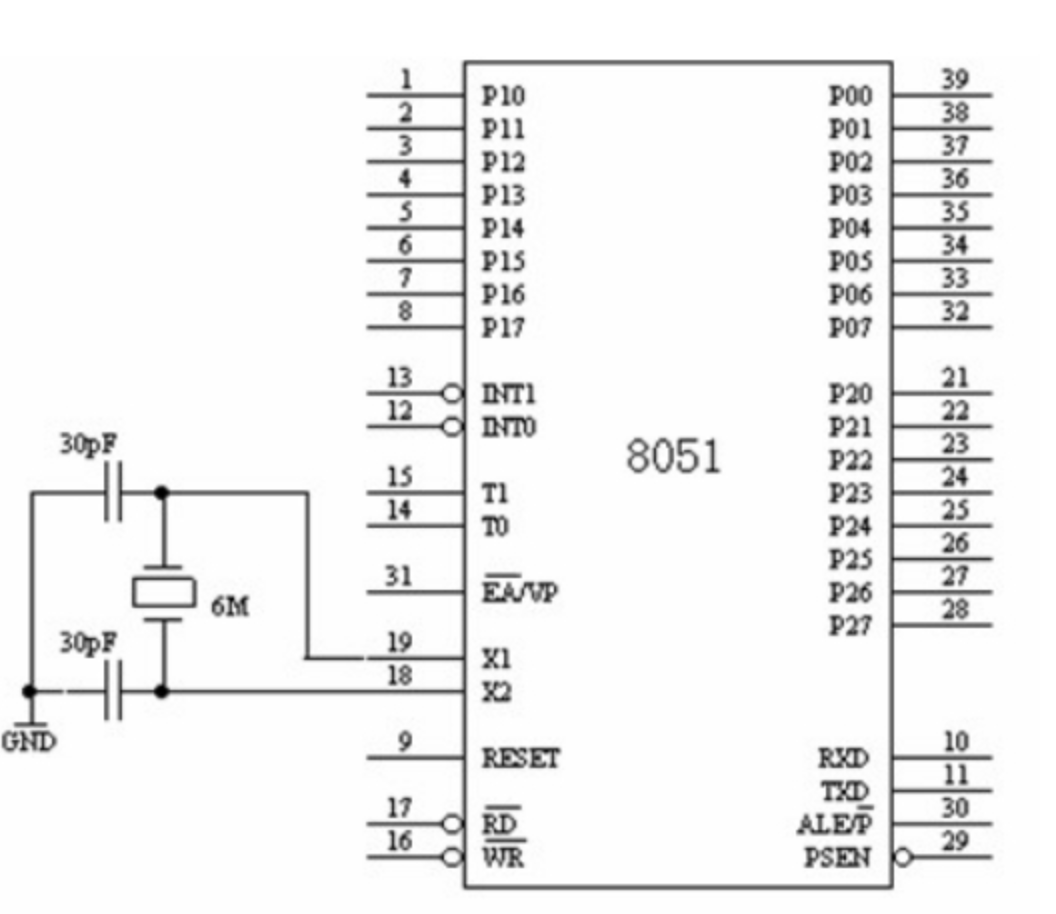 1 P10 P00 39
2 P11 P01 38
3 P12 P02 37
4 P13 P03 36
5 P14 P04 35
6 P15 P05 34
7 P16 P06 33
8 P17 P07 32
13 INT1 P20 21
12 INT0 P21 22
8051
P22 23
30pF
15 T1 P23 24
14 T0 P24 25
P25 26
31 EA/VP P26 27
6M
P27 28
30pF
19 X1
18 X2
GND
9 RESET RXD 10
TXD 11
17 RD ALE/P 30
16 WR PSEN 29